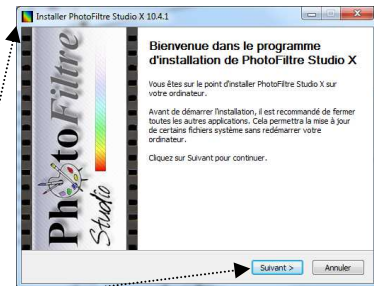 Installer PhotoFiltre Studio X 10.4.1
PhotoFiltre
Studio
Bienvenue dans le programme
d'installation de PhotoFiltre Studio X
Vous êtes sur le point d'installer PhotoFiltre Studio X sur
votre ordinateur.
Avant de démarrer l'installation, il est recommandé de fermer
toutes les autres applications. Cela permettra la mise à jour
de certains fichiers système sans redémarrer votre
ordinateur.
Cliquez sur Suivant pour continuer.
Suivant >
Annuler